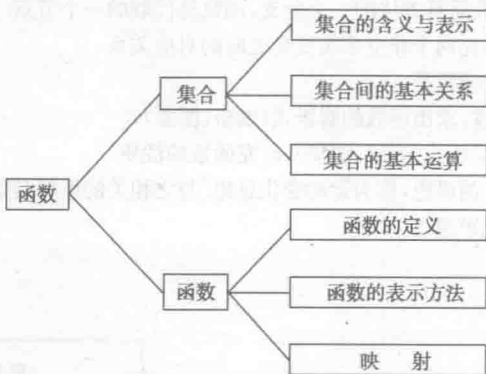 集合的含义与表示
集合
集合间的基本关系
集合的基本运算
函数
函数的定义
函数
函数的表示方法
映 射